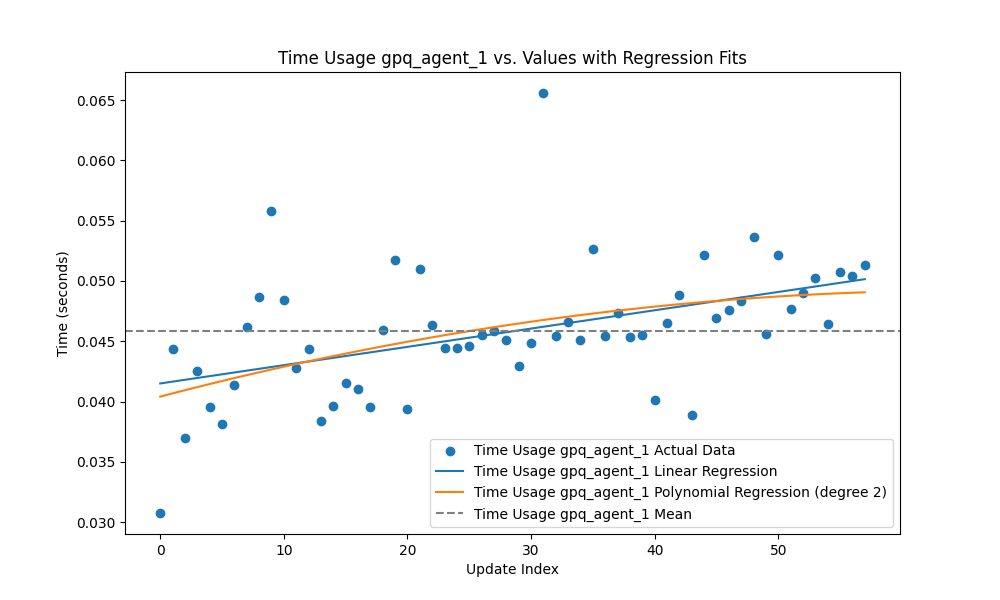 Time Usage gpq_agent_1 vs. Values with Regression Fits
0.065
0.060
0.055
0.050
0.045
0.040
0.035
0.030
Time (seconds)
Time Usage gpq_agent_1 Actual Data
Time Usage gpq_agent_1 Linear Regression
Time Usage gpq_agent_1 Polynomial Regression (degree 2)
Time Usage gpq_agent_1 Mean
0 10 20 30 40 50
Update Index